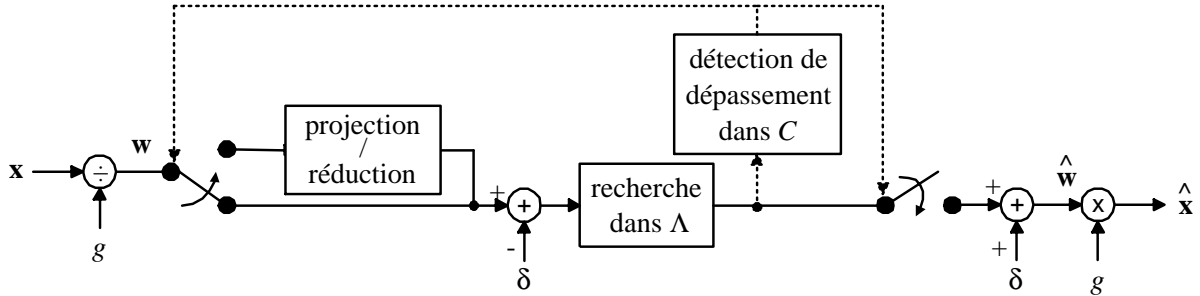 détection de
dépassement
dans C
projection
/
réduction
w
x
÷
g
+
+
-
δ
recherche
dans Λ
+
+
+
δ
ŵ
x
g
x̂